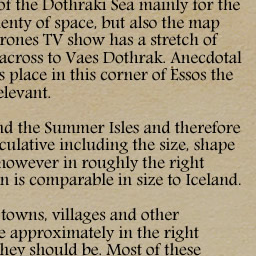 of the Dothraki Sea mainly for the
lenty of space, but also the map
rones TV show has a stretch of
across to Vaes Dothrak. Anecdotal
s place in this corner of Essos the
elevant.
nd the Summer Isles and therefore
culative including the size, shape
however in roughly the right
n is comparable in size to Iceland.
towns, villages and other
e approximately in the right
hey should be. Most of these